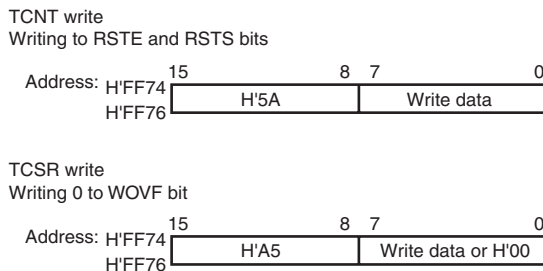 TCNT write
Writing to RSTE and RSTS bits
15 8 7 0
Address: H'FF74 H'5A Write data
H'FF76
TCSR write
Writing 0 to WOVF bit
15 8 7 0
Address: H'FF74 H'A5 Write data or H'00
H'FF76